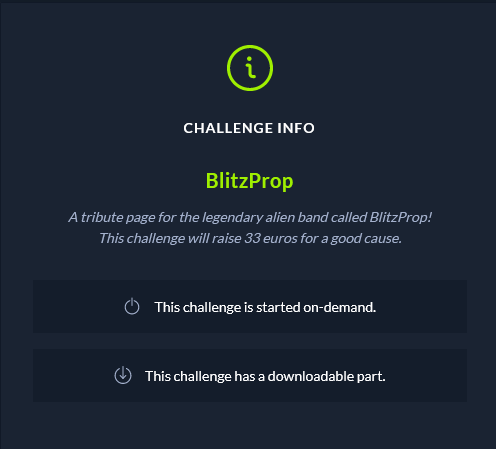 CHALLENGE INFO
BlitzProp
A tribute page for the legendary alien band called BlitzProp!
This challenge will raise 33 euros for a good cause.
This challenge is started on-demand.
This challenge has a downloadable part.